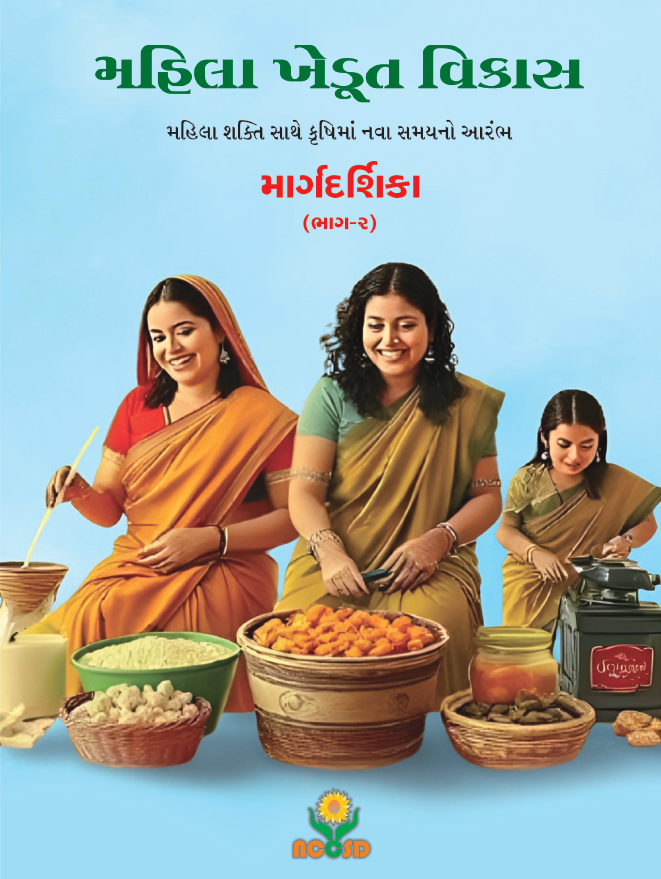 મહિલા ખેડૂત વિકાસ
મહિલા શક્તિ સાથે કૃષિમાં નવા સમયનો આરંભ
માર્ગદર્શિકા
(ભાગ-૨)
NCOSD